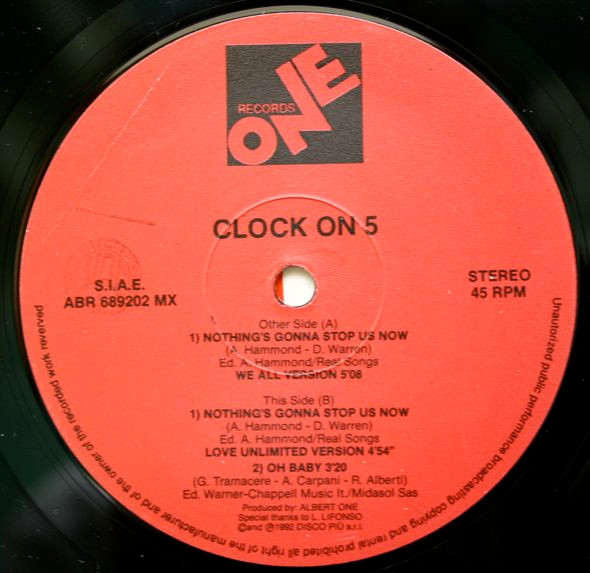 RECORDS
ONE
CLOCK ON 5
S.I.A.E.
ABR 689202 MX
STEREO
45 RPM
Other Side (A)
1) NOTHING'S GONNA STOP US NOW
(A. Hammond - D. Warren)
Ed. A. Hammond/Real Songs
WE ALL VERSION 5'08
This Side (B)
1) NOTHING'S GONNA STOP US NOW
(A. Hammond - D. Warren)
Ed. A. Hammond/Real Songs
LOVE UNLIMITED VERSION 4'54"
2) OH BABY 3'20
(G. Tramacere - A. Carpani - R. Alberti)
Ed. Warner-Chappell Music It./Midasol Sas
Produced by: ALBERT ONE
Special thanks to L. LIFONSO
©and ℗1992 DISCO PIÙ s.r.l.
Unauthorized public performance broadcasting copying and rental prohibited all right of the manufacturer and of the owner of the recorded work reverved